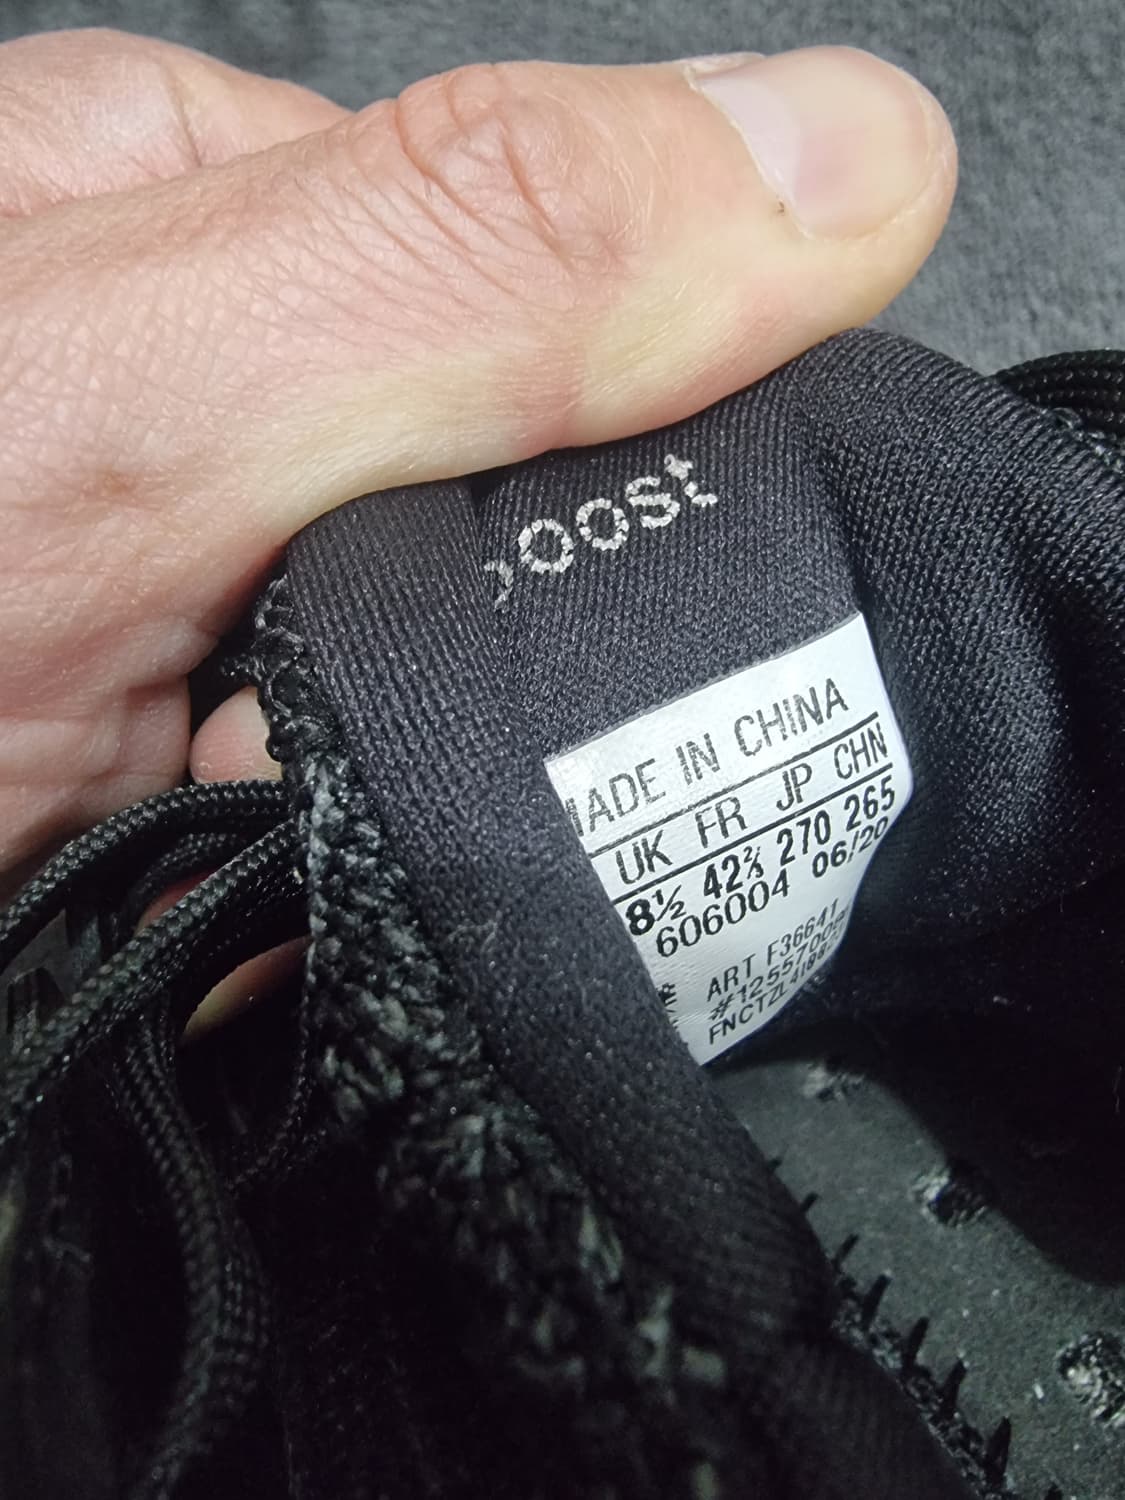 oost
MADE IN CHINA
UK FR JP CHN
8½ 42⅔ 270 265
606004 06/20
ART F36641